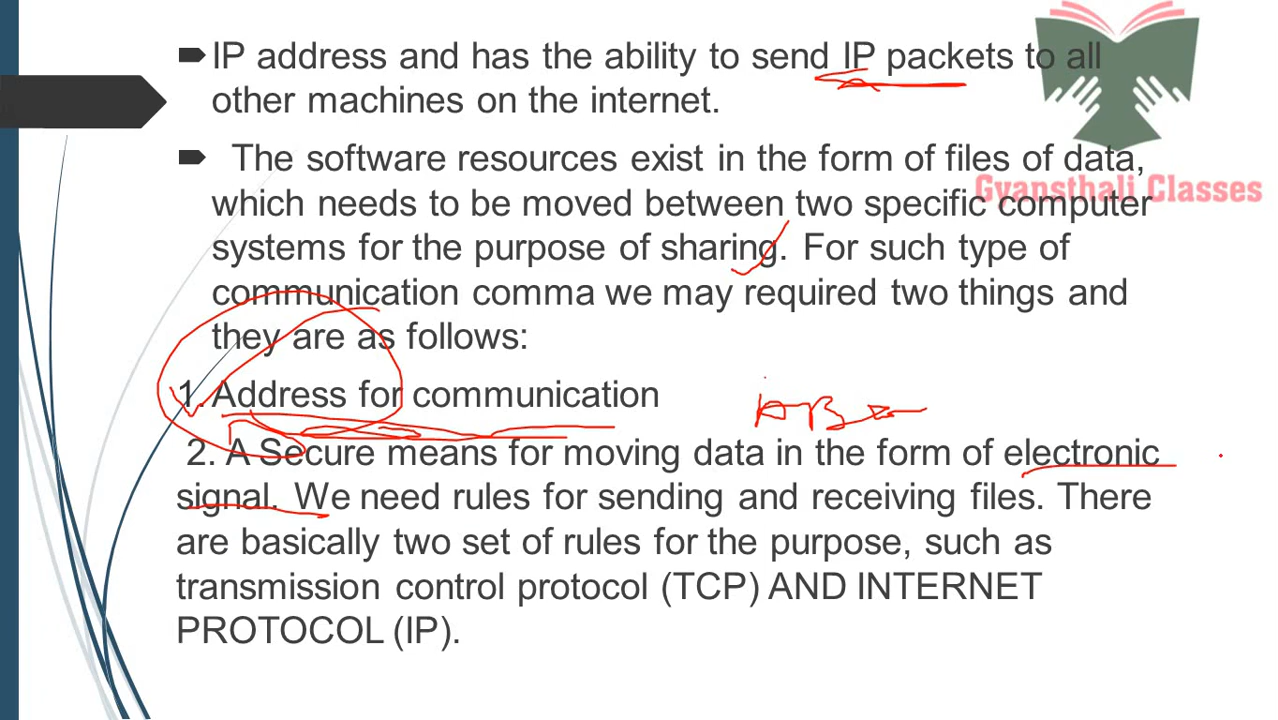 IP address and has the ability to send IP packets to all
other machines on the internet.
The software resources exist in the form of files of data,
which needs to be moved between two specific computer
Gyansthali Classes
systems for the purpose of sharing. For such type of
communication comma we may required two things and
they are as follows:
1. Address for communication
2. A Secure means for moving data in the form of electronic
signal. We need rules for sending and receiving files. There
are basically two set of rules for the purpose, such as
transmission control protocol (TCP) AND INTERNET
PROTOCOL (IP).